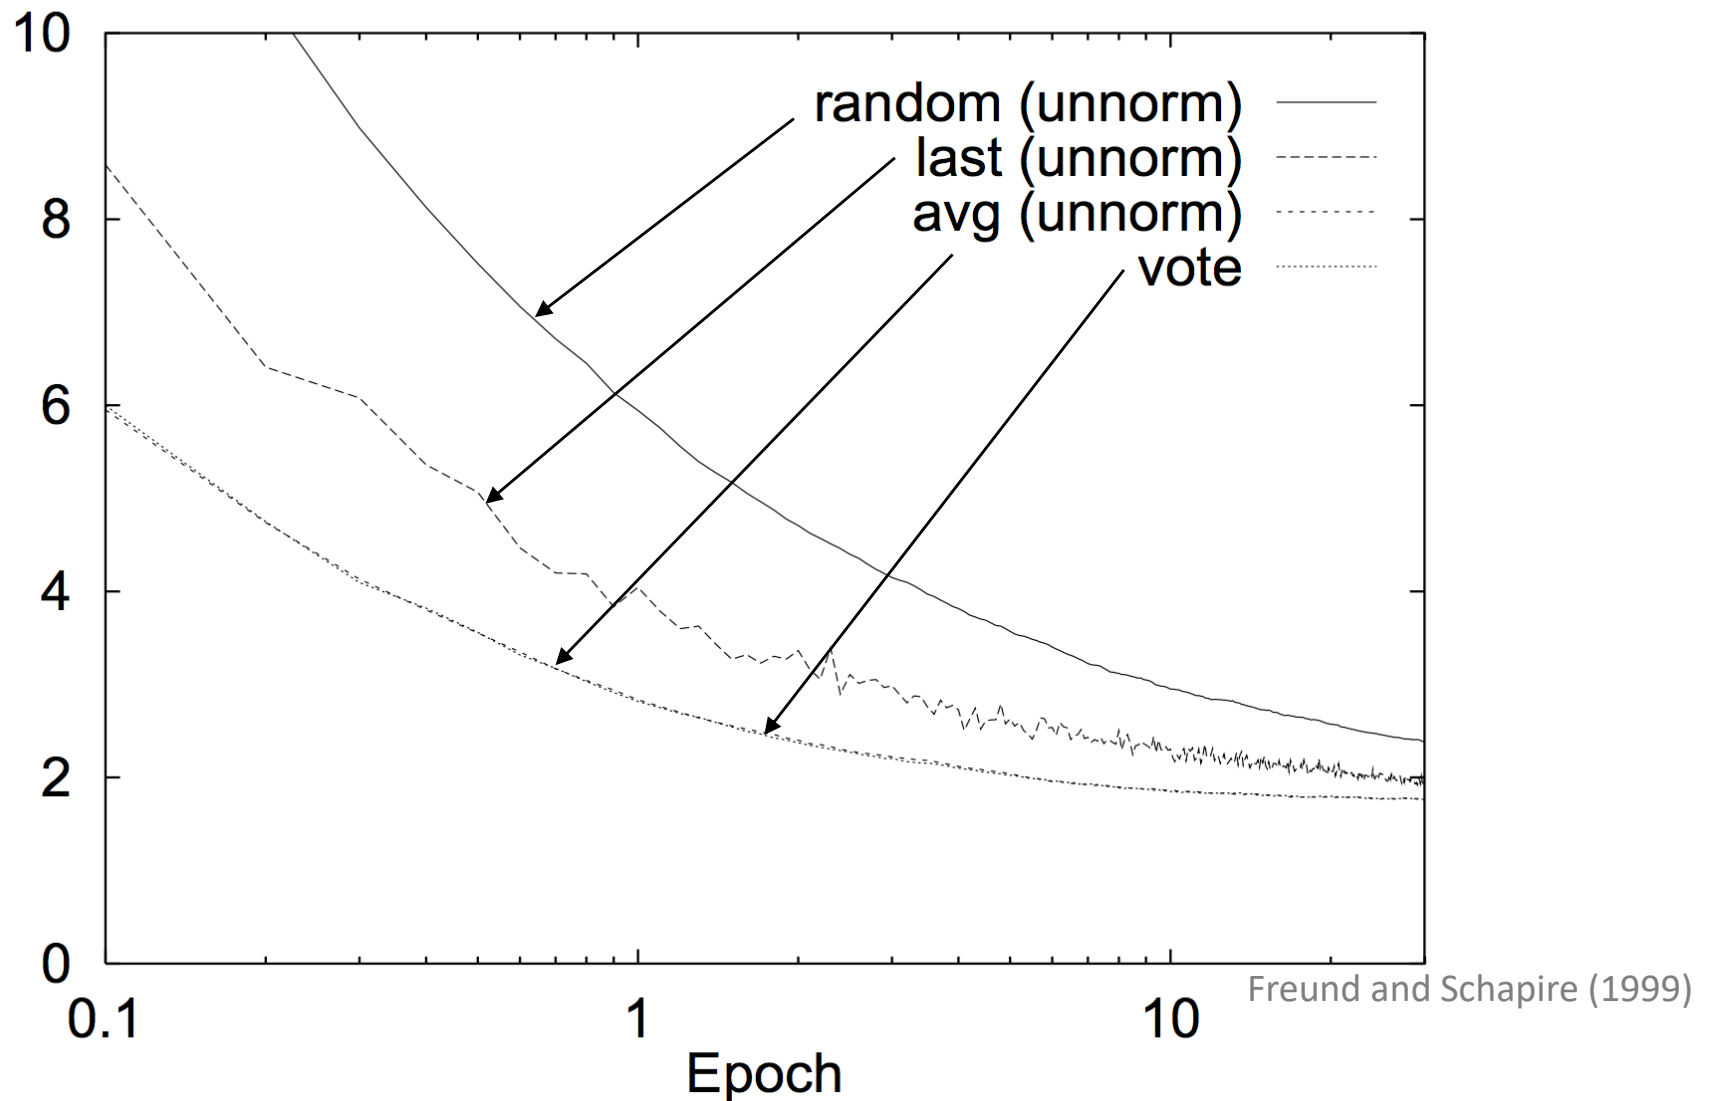 10
random (unnorm)
last (unnorm)
8
avg (unnorm)
vote
6
4
2
0
Freund and Schapire (1999)
0.1
1
10
Epoch